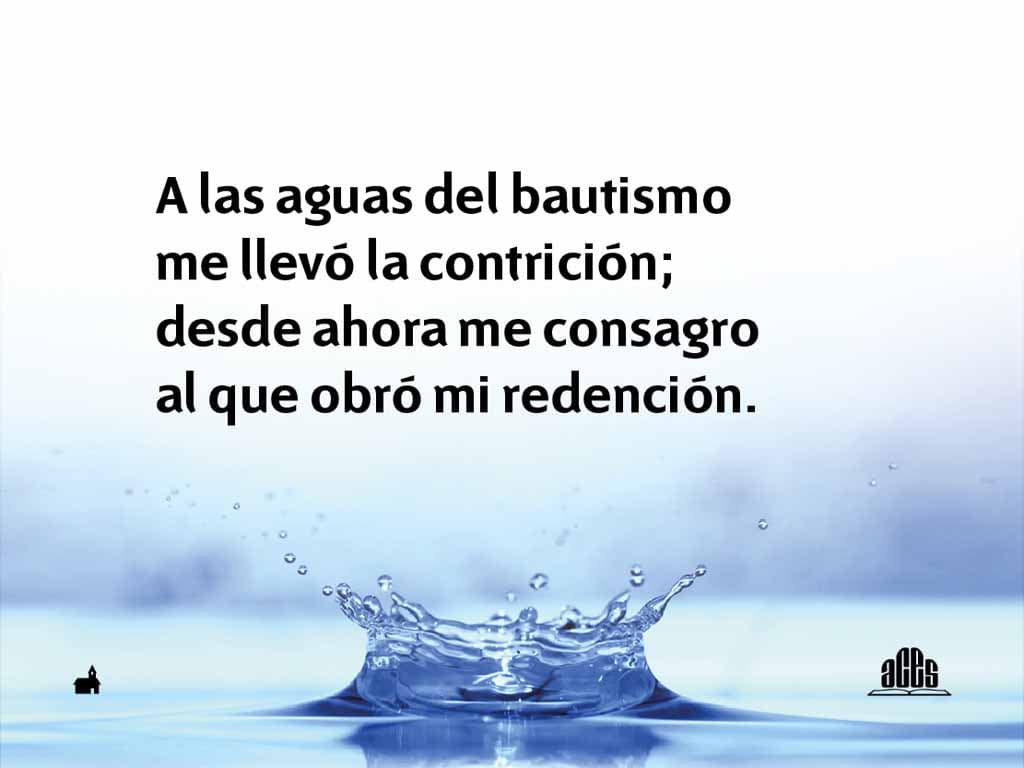 A las aguas del bautismo
me llevó la contrición;
desde ahora me consagro
al que obró mi redención.
aces